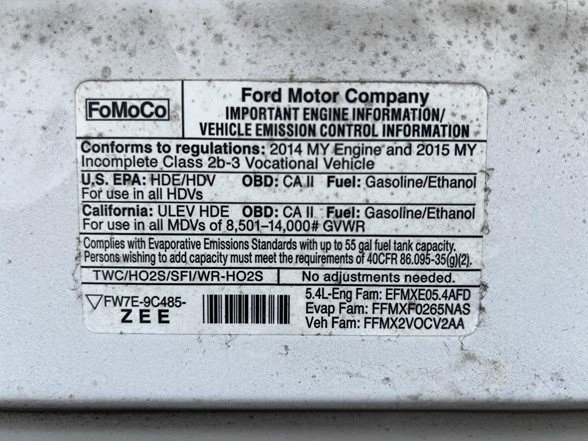 FoMoCo
Ford Motor Company
IMPORTANT ENGINE INFORMATION/
VEHICLE EMISSION CONTROL INFORMATION
Conforms to regulations: 2014 MY Engine and 2015 MY
Incomplete Class 2b-3 Vocational Vehicle
U.S. EPA: HDE/HDV OBD: CA II Fuel: Gasoline/Ethanol
For use in all HDVs
California: ULEV HDE OBD: CA II Fuel: Gasoline/Ethanol
For use in all MDVs of 8,501-14,000# GVWR
Complies with Evaporative Emissions Standards with up to 55 gal fuel tank capacity.
Persons wishing to add capacity must meet the requirements of 40CFR 86.095-35(g)(2).
TWC/HO2S/SFI/WR-HO2S No adjustments needed.
▽FW7E-9C485-
ZEE
5.4L-Eng Fam: EFMXE05.4AFD
Evap Fam: FFMXF0265NAS
Veh Fam: FFMX2VOCV2AA